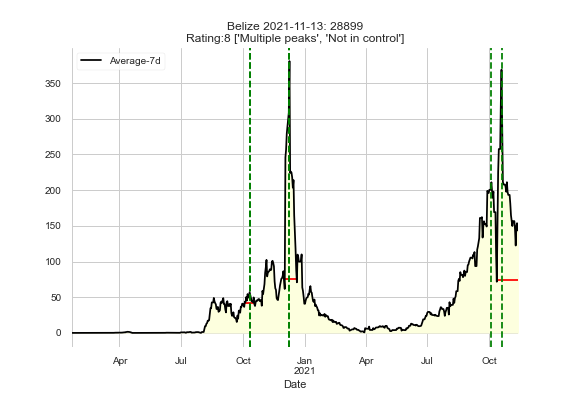 Belize 2021-11-13: 28899
Rating:8 ['Multiple peaks', 'Not in control']
Average-7d
350
300
250
200
150
100
50
0
Apr
Jul
Oct
Jan
2021
Apr
Jul
Oct
Date